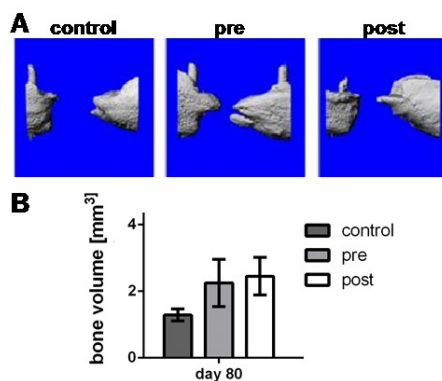 A
control pre post
B
bone volume [mm³]
4
2
0
control
pre
post
day 80